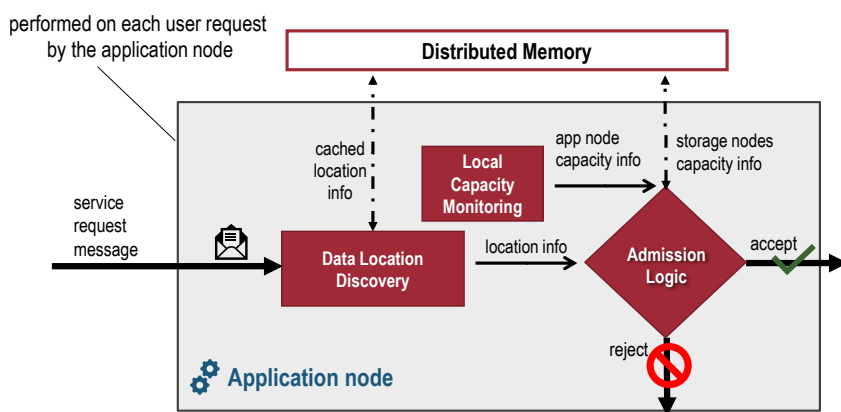 performed on each user request
by the application node
Distributed Memory
cached
location
info
Local
Capacity
Monitoring
app node
capacity info
storage nodes
capacity info
service
request
message
Data Location
Discovery
location info
Admission
Logic
accept
reject
Application node